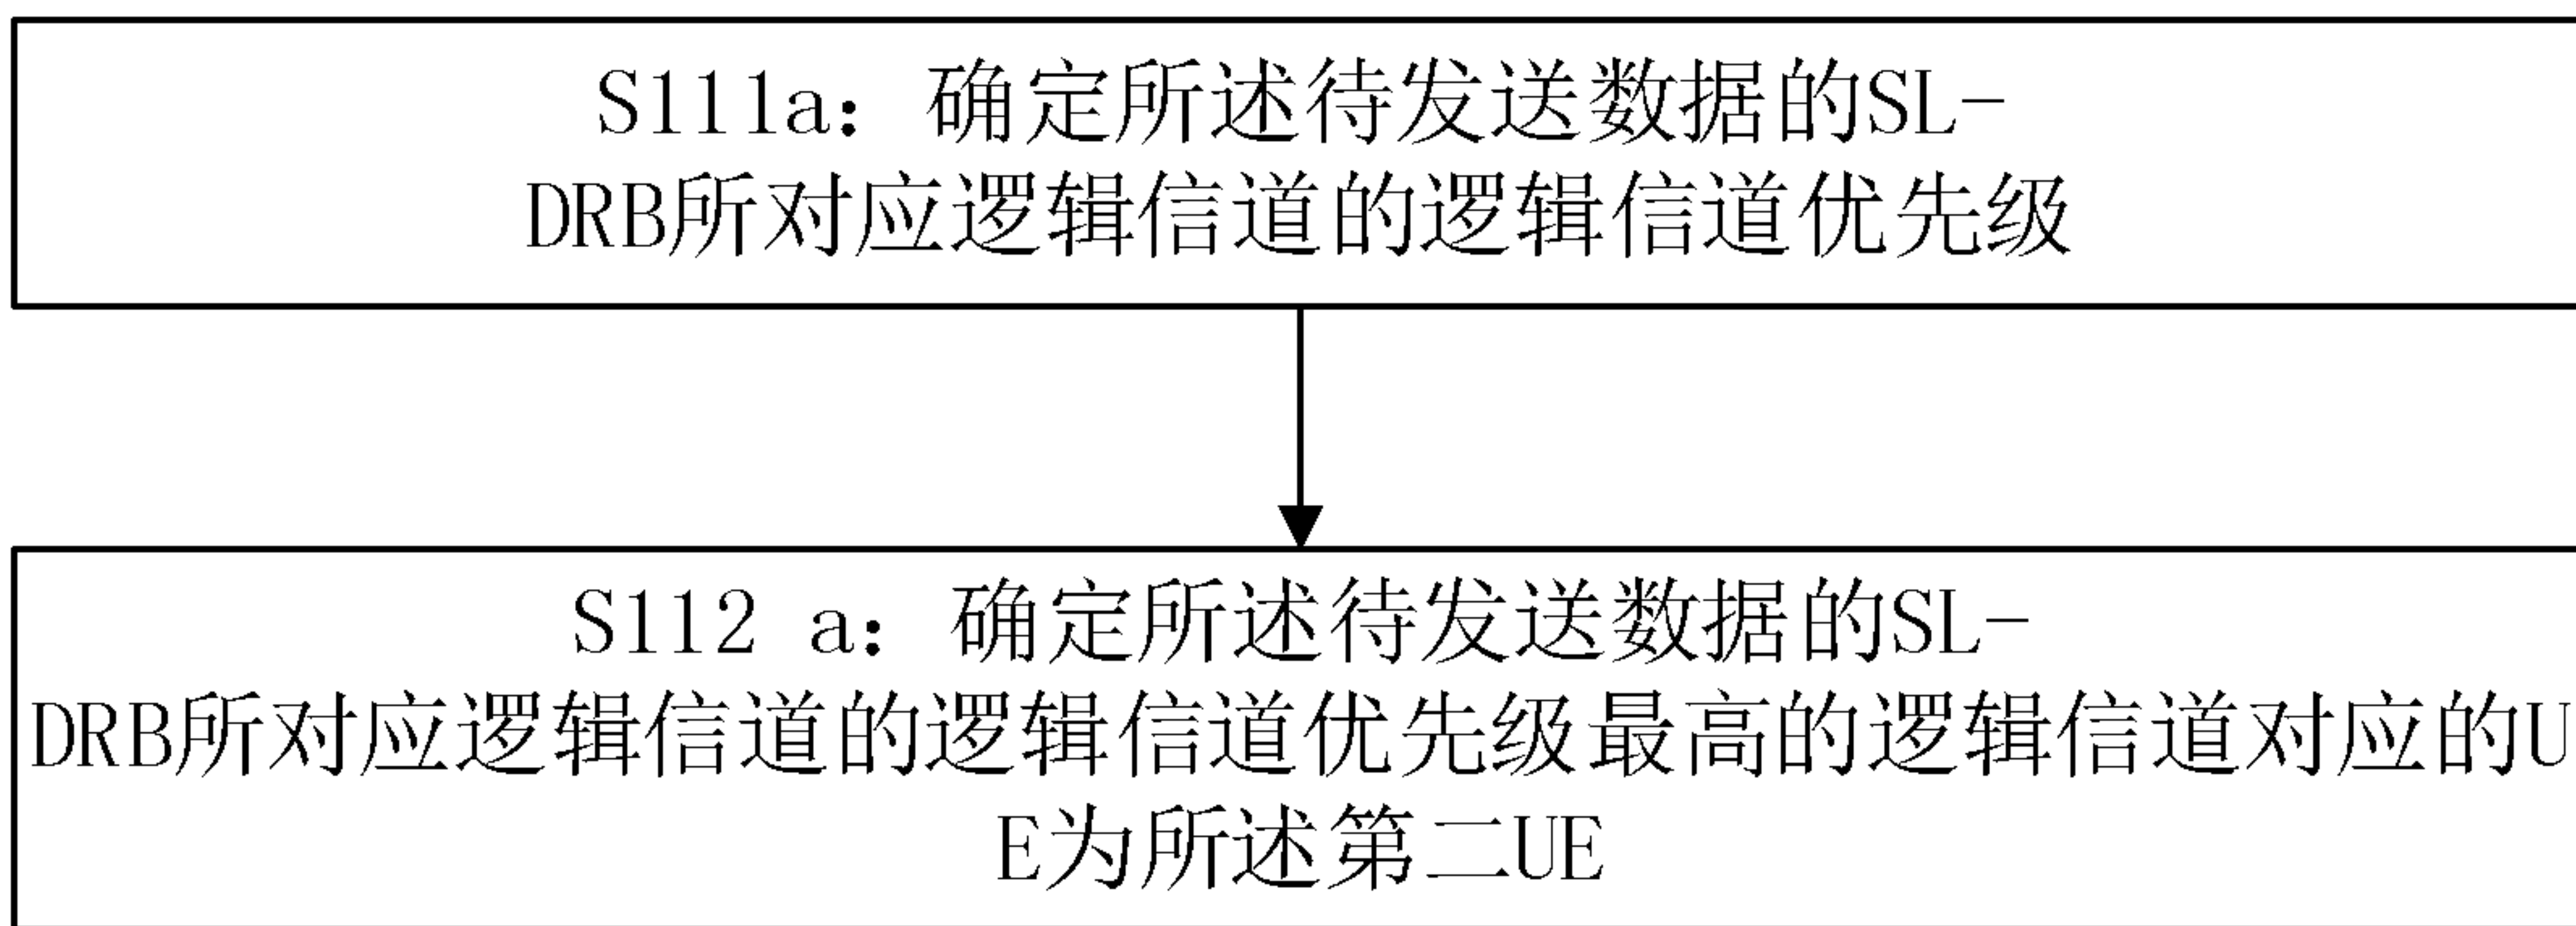 S111a：确定所述待发送数据的SL-
DRB所对应逻辑信道的逻辑信道优先级
S112 a：确定所述待发送数据的SL-
DRB所对应逻辑信道的逻辑信道优先级最高的逻辑信道对应的U
E为所述第二UE